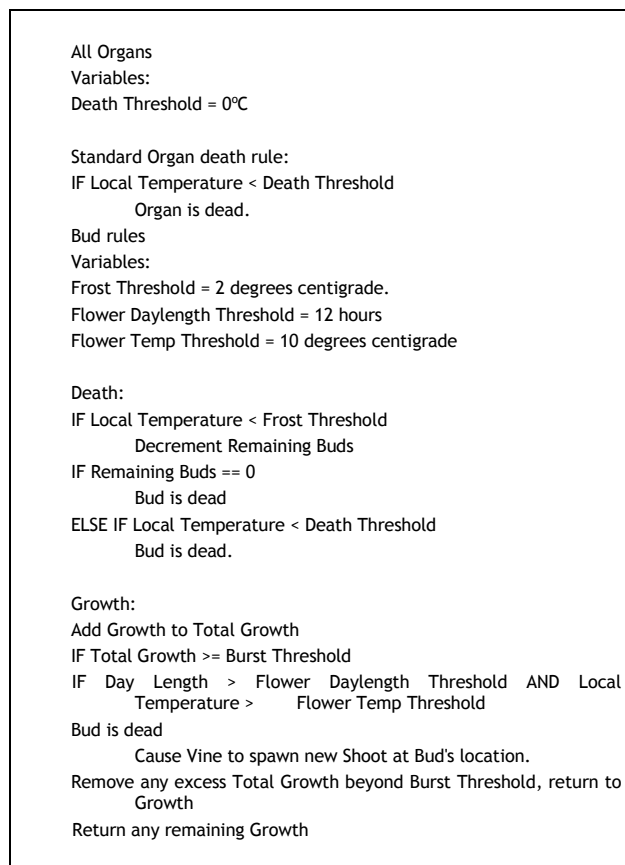 All Organs
Variables:
Death Threshold = 0ºC
Standard Organ death rule:
IF Local Temperature < Death Threshold
Organ is dead.
Bud rules
Variables:
Frost Threshold = 2 degrees centigrade.
Flower Daylength Threshold = 12 hours
Flower Temp Threshold = 10 degrees centigrade
Death:
IF Local Temperature < Frost Threshold
Decrement Remaining Buds
IF Remaining Buds == 0
Bud is dead
ELSE IF Local Temperature < Death Threshold
Bud is dead.
Growth:
Add Growth to Total Growth
IF Total Growth >= Burst Threshold
IF Day Length > Flower Daylength Threshold AND Local
Temperature > Flower Temp Threshold
Bud is dead
Cause Vine to spawn new Shoot at Bud's location.
Remove any excess Total Growth beyond Burst Threshold, return to
Growth
Return any remaining Growth